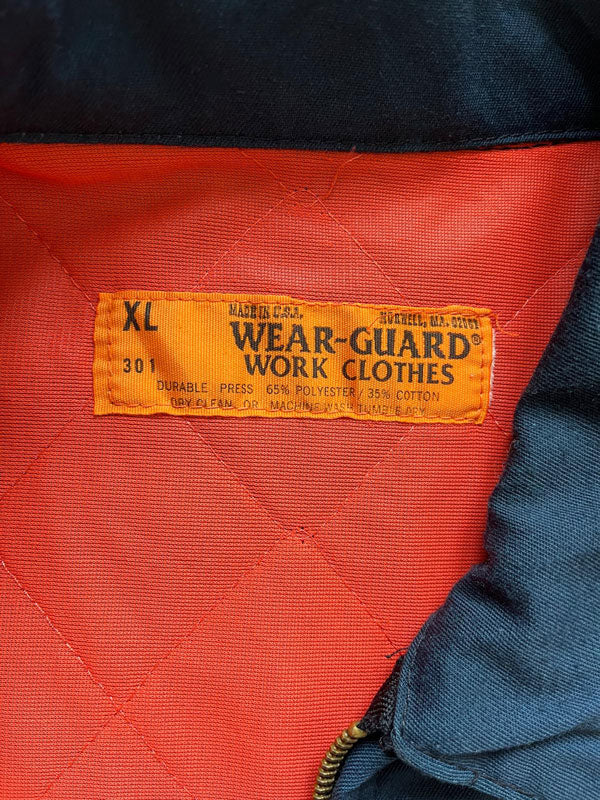 XL
MADE IN U.S.A. NORWELL, MA. 02061
WEAR-GUARD®
301
WORK CLOTHES
DURABLE PRESS 65% POLYESTER / 35% COTTON
DRY CLEAN OR MACHINE WASH TUMBLE DRY